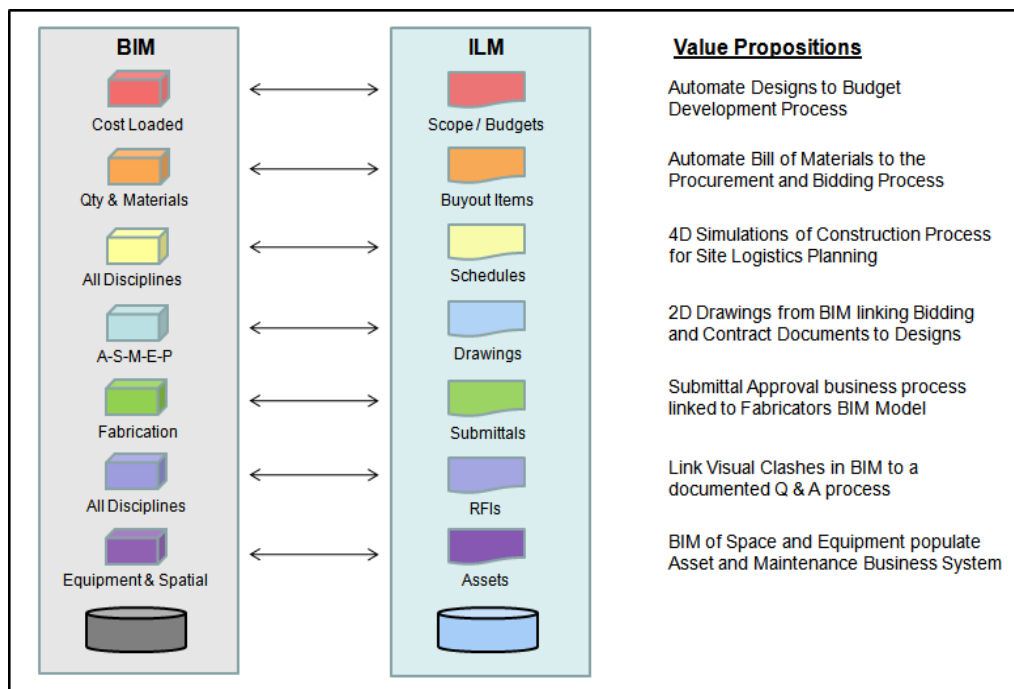 BIM
ILM
Value Propositions
Cost Loaded
Scope / Budgets
Automate Designs to Budget
Development Process
Qty & Materials
Buyout Items
Automate Bill of Materials to the
Procurement and Bidding Process
All Disciplines
Schedules
4D Simulations of Construction Process
for Site Logistics Planning
A-S-M-E-P
Drawings
2D Drawings from BIM linking Bidding
and Contract Documents to Designs
Fabrication
Submittals
Submittal Approval business process
linked to Fabricators BIM Model
All Disciplines
RFIs
Link Visual Clashes in BIM to a
documented Q & A process
Equipment & Spatial
Assets
BIM of Space and Equipment populate
Asset and Maintenance Business System